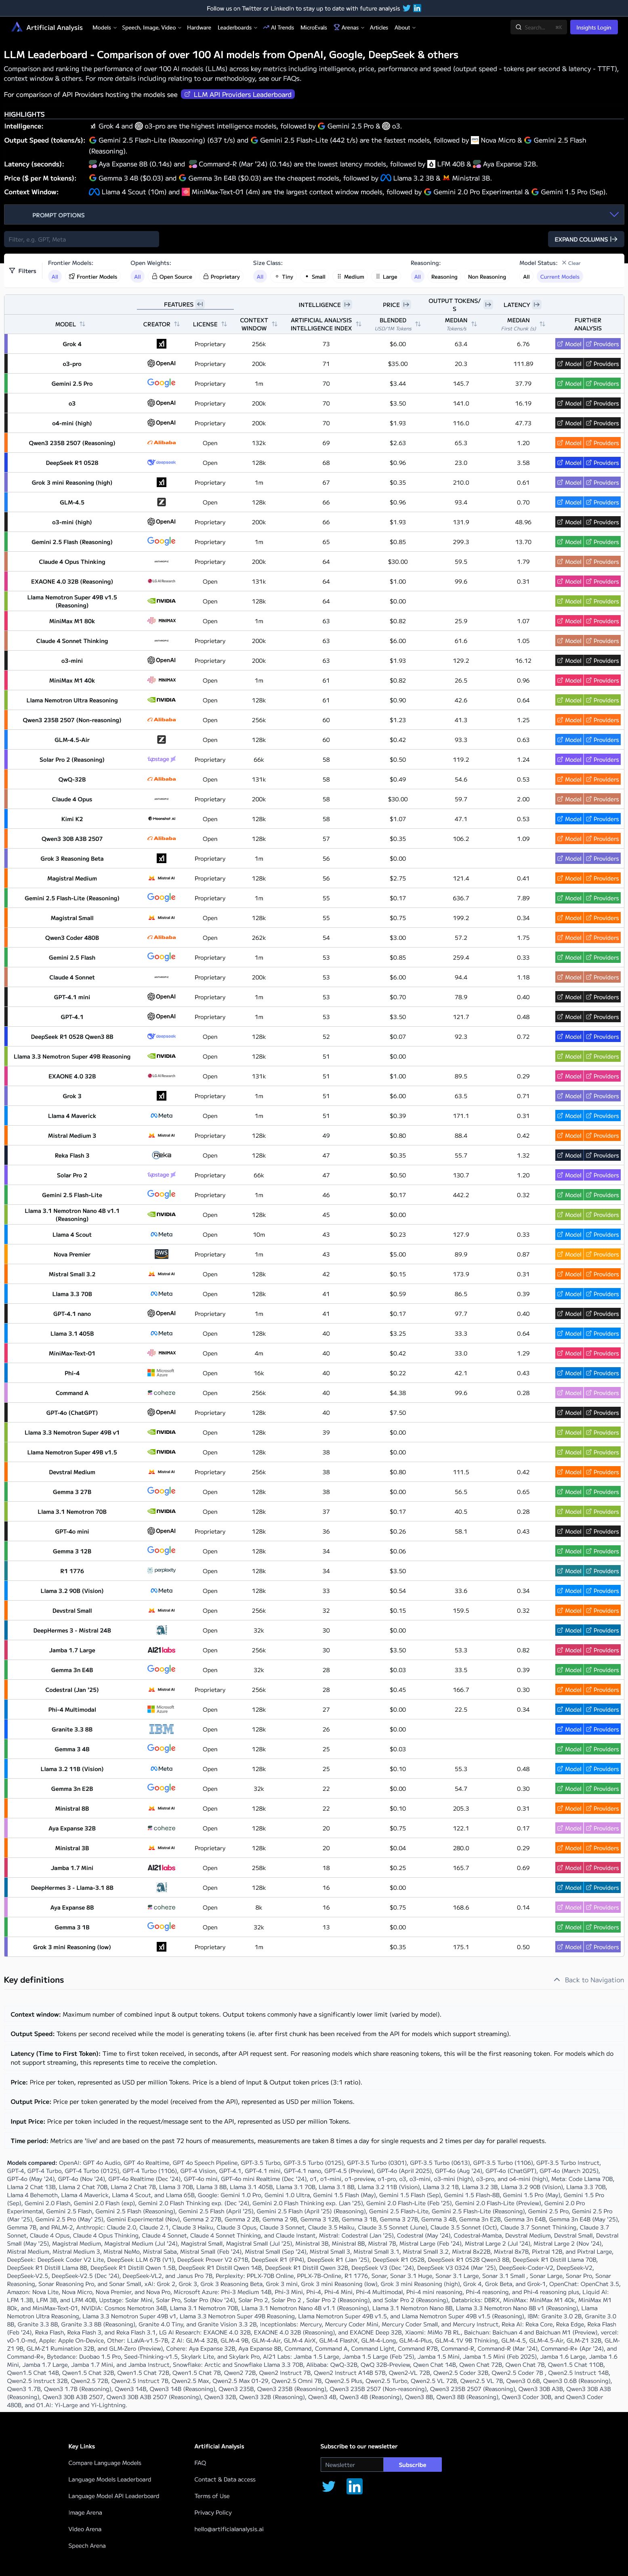 Follow us on Twitter or LinkedIn to stay up to date with future analysis
Artificial Analysis Models Speech, Image, Video Hardware Leaderboards AI Trends MicroEvals Arenas Articles About Search... Insights Login
LLM Leaderboard - Comparison of over 100 AI models from OpenAI, Google, DeepSeek & others
Comparison and ranking the performance of over 100 AI models (LLMs) across key metrics including intelligence, price, performance and speed (output speed - tokens per second & latency - TTFT), context window & others. For more details including relating to our methodology, see our FAQs.
For comparison of API Providers hosting the models see LLM API Providers Leaderboard
HIGHLIGHTS
Intelligence: Grok 4 and o3-pro are the highest intelligence models, followed by Gemini 2.5 Pro & o3.
Output Speed (tokens/s): Gemini 2.5 Flash-Lite (Reasoning) (637 t/s) and Gemini 2.5 Flash-Lite (442 t/s) are the fastest models, followed by Nova Micro & Gemini 2.5 Flash
(Reasoning).
Latency (seconds): Aya Expanse 8B (0.14s) and Command-R (Mar '24) (0.14s) are the lowest latency models, followed by LFM 40B & Aya Expanse 32B.
Price ($ per M tokens): Gemma 3 4B ($0.03) and Gemma 3n E4B ($0.03) are the cheapest models, followed by Llama 3.2 3B & Ministral 3B.
Context Window: Llama 4 Scout (10m) and MiniMax-Text-01 (4m) are the largest context window models, followed by Gemini 2.0 Pro Experimental & Gemini 1.5 Pro (Sep).
PROMPT OPTIONS
Filter, e.g. GPT, Meta EXPAND COLUMNS
Filters
Frontier Models: Open Weights: Size Class: Reasoning: Model Status: Clear
All Frontier Models All Open Source Proprietary All Tiny Small Medium Large All Reasoning Non Reasoning All Current Models
FEATURES INTELLIGENCE PRICE OUTPUT TOKENS/S LATENCY
MODEL CREATOR LICENSE CONTEXT WINDOW ARTIFICIAL ANALYSIS INTELLIGENCE INDEX BLENDED USD/1M Tokens MEDIAN Tokens/s MEDIAN First Chunk (s) FURTHER ANALYSIS
Grok 4 Proprietary 256k 73 $6.00 63.4 6.76 Model Providers
o3-pro OpenAI Proprietary 200k 71 $35.00 20.3 111.89 Model Providers
Gemini 2.5 Pro Google Proprietary 1m 70 $3.44 145.7 37.79 Model Providers
o3 OpenAI Proprietary 200k 70 $3.50 141.0 16.19 Model Providers
o4-mini (high) OpenAI Proprietary 200k 70 $1.93 116.0 47.73 Model Providers
Qwen3 235B 2507 (Reasoning) Alibaba Open 132k 69 $2.63 65.3 1.20 Model Providers
DeepSeek R1 0528 deepseek Open 128k 68 $0.96 23.0 3.58 Model Providers
Grok 3 mini Reasoning (high) Proprietary 1m 67 $0.35 210.0 0.61 Model Providers
GLM-4.5 Open 128k 66 $0.96 93.4 0.70 Model Providers
o3-mini (high) OpenAI Proprietary 200k 66 $1.93 131.9 48.96 Model Providers
Gemini 2.5 Flash (Reasoning) Google Proprietary 1m 65 $0.85 299.3 13.70 Model Providers
Claude 4 Opus Thinking Proprietary 200k 64 $30.00 59.5 1.79 Model Providers
EXAONE 4.0 32B (Reasoning) LG AI Research Open 131k 64 $1.00 99.6 0.31 Model Providers
Llama Nemotron Super 49B v1.5 (Reasoning) NVIDIA Open 128k 64 $0.00 Model Providers
MiniMax M1 80k MINIMAX Open 1m 63 $0.82 25.9 1.07 Model Providers
Claude 4 Sonnet Thinking Proprietary 200k 63 $6.00 61.6 1.05 Model Providers
o3-mini OpenAI Proprietary 200k 63 $1.93 129.2 16.12 Model Providers
MiniMax M1 40k MINIMAX Open 1m 61 $0.82 26.5 0.96 Model Providers
Llama Nemotron Ultra Reasoning NVIDIA Open 128k 61 $0.90 42.6 0.64 Model Providers
Qwen3 235B 2507 (Non-reasoning) Alibaba Open 256k 60 $1.23 41.3 1.25 Model Providers
GLM-4.5-Air Open 128k 60 $0.42 93.3 0.63 Model Providers
Solar Pro 2 (Reasoning) upstage Proprietary 66k 58 $0.50 119.2 1.24 Model Providers
QwQ-32B Alibaba Open 131k 58 $0.49 54.6 0.53 Model Providers
Claude 4 Opus Proprietary 200k 58 $30.00 59.7 2.00 Model Providers
Kimi K2 Moonshot AI Open 128k 58 $1.07 47.1 0.53 Model Providers
Qwen3 30B A3B 2507 Alibaba Open 128k 57 $0.35 106.2 1.09 Model Providers
Grok 3 Reasoning Beta Proprietary 1m 56 $0.00 Model Providers
Magistral Medium Mistral AI Proprietary 128k 56 $2.75 121.4 0.41 Model Providers
Gemini 2.5 Flash-Lite (Reasoning) Google Proprietary 1m 55 $0.17 636.7 7.89 Model Providers
Magistral Small Mistral AI Open 128k 55 $0.75 199.2 0.34 Model Providers
Qwen3 Coder 480B Alibaba Open 262k 54 $3.00 57.2 1.75 Model Providers
Gemini 2.5 Flash Google Proprietary 1m 53 $0.85 259.4 0.33 Model Providers
Claude 4 Sonnet Proprietary 200k 53 $6.00 94.4 1.18 Model Providers
GPT-4.1 mini OpenAI Proprietary 1m 53 $0.70 78.9 0.40 Model Providers
GPT-4.1 OpenAI Proprietary 1m 53 $3.50 121.7 0.48 Model Providers
DeepSeek R1 0528 Qwen3 8B deepseek Open 128k 52 $0.07 92.3 0.72 Model Providers
Llama 3.3 Nemotron Super 49B Reasoning NVIDIA Open 128k 51 $0.00 Model Providers
EXAONE 4.0 32B LG AI Research Open 131k 51 $1.00 89.5 0.29 Model Providers
Grok 3 Proprietary 1m 51 $6.00 63.5 0.71 Model Providers
Llama 4 Maverick Meta Open 1m 51 $0.39 171.1 0.31 Model Providers
Mistral Medium 3 Mistral AI Proprietary 128k 49 $0.80 88.4 0.42 Model Providers
Reka Flash 3 Reka Open 128k 47 $0.35 55.7 1.32 Model Providers
Solar Pro 2 upstage Proprietary 66k 47 $0.50 130.7 1.20 Model Providers
Gemini 2.5 Flash-Lite Google Proprietary 1m 46 $0.17 442.2 0.32 Model Providers
Llama 3.1 Nemotron Nano 4B v1.1 (Reasoning) NVIDIA Open 128k 45 $0.00 Model Providers
Llama 4 Scout Meta Open 10m 43 $0.23 127.9 0.33 Model Providers
Nova Premier aws Proprietary 1m 43 $5.00 89.9 0.87 Model Providers
Mistral Small 3.2 Mistral AI Open 128k 42 $0.15 173.9 0.31 Model Providers
Llama 3.3 70B Meta Open 128k 41 $0.59 86.5 0.39 Model Providers
GPT-4.1 nano OpenAI Proprietary 1m 41 $0.17 97.7 0.40 Model Providers
Llama 3.1 405B Meta Open 128k 40 $3.25 33.3 0.64 Model Providers
MiniMax-Text-01 MINIMAX Open 4m 40 $0.42 33.0 1.29 Model Providers
Phi-4 Microsoft Azure Open 16k 40 $0.22 42.1 0.43 Model Providers
Command A cohere Open 256k 40 $4.38 99.6 0.28 Model Providers
GPT-4o (ChatGPT) OpenAI Proprietary 128k 40 $7.50 Model Providers
Llama 3.3 Nemotron Super 49B v1 NVIDIA Open 128k 39 $0.00 Model Providers
Llama Nemotron Super 49B v1.5 NVIDIA Open 128k 38 $0.00 Model Providers
Devstral Medium Mistral AI Proprietary 256k 38 $0.80 111.5 0.42 Model Providers
Gemma 3 27B Google Open 128k 38 $0.00 56.5 0.65 Model Providers
Llama 3.1 Nemotron 70B NVIDIA Open 128k 37 $0.17 40.5 0.28 Model Providers
GPT-4o mini OpenAI Proprietary 128k 36 $0.26 58.1 0.43 Model Providers
Gemma 3 12B Google Open 128k 34 $0.06 Model Providers
R1 1776 perplexity Open 128k 34 $3.50 Model Providers
Llama 3.2 90B (Vision) Meta Open 128k 33 $0.54 33.6 0.34 Model Providers
Devstral Small Mistral AI Open 256k 32 $0.15 159.5 0.32 Model Providers
DeepHermes 3 - Mistral 24B Open 32k 30 $0.00 Model Providers
Jamba 1.7 Large AI21labs Open 256k 30 $3.50 53.3 0.82 Model Providers
Gemma 3n E4B Google Open 32k 28 $0.03 33.5 0.39 Model Providers
Codestral (Jan '25) Mistral AI Proprietary 256k 28 $0.45 166.7 0.30 Model Providers
Phi-4 Multimodal Microsoft Azure Open 128k 27 $0.00 22.5 0.34 Model Providers
Granite 3.3 8B IBM Open 128k 26 $0.00 Model Providers
Gemma 3 4B Google Open 128k 25 $0.03 Model Providers
Llama 3.2 11B (Vision) Meta Open 128k 25 $0.10 55.3 0.48 Model Providers
Gemma 3n E2B Google Open 32k 22 $0.00 54.7 0.30 Model Providers
Ministral 8B Mistral AI Open 128k 22 $0.10 205.3 0.31 Model Providers
Aya Expanse 32B cohere Open 128k 20 $0.75 122.1 0.17 Model Providers
Ministral 3B Mistral AI Proprietary 128k 20 $0.04 280.0 0.29 Model Providers
Jamba 1.7 Mini AI21labs Open 258k 18 $0.25 165.7 0.69 Model Providers
DeepHermes 3 - Llama-3.1 8B Open 128k 16 $0.00 Model Providers
Aya Expanse 8B cohere Open 8k 16 $0.75 168.6 0.14 Model Providers
Gemma 3 1B Google Open 32k 13 $0.00 Model Providers
Grok 3 mini Reasoning (low) Proprietary 1m $0.35 175.1 0.50 Model Providers
Key definitions Back to Navigation
Context window: Maximum number of combined input & output tokens. Output tokens commonly have a significantly lower limit (varied by model).
Output Speed: Tokens per second received while the model is generating tokens (ie. after first chunk has been received from the API for models which support streaming).
Latency (Time to First Token): Time to first token received, in seconds, after API request sent. For reasoning models which share reasoning tokens, this will be the first reasoning token. For models which do not support streaming, this represents time to receive the completion.
Price: Price per token, represented as USD per million Tokens. Price is a blend of Input & Output token prices (3:1 ratio).
Output Price: Price per token generated by the model (received from the API), represented as USD per million Tokens.
Input Price: Price per token included in the request/message sent to the API, represented as USD per million Tokens.
Time period: Metrics are 'live' and are based on the past 72 hours of measurements, measurements are taken 8 times a day for single requests and 2 times per day for parallel requests.
Key Links Artificial Analysis Subscribe to our newsletter
Compare Language Models FAQ Newsletter Subscribe
Language Models Leaderboard Contact & Data access
Language Model API Leaderboard Terms of Use
Image Arena Privacy Policy
Video Arena hello@artificialanalysis.ai
Speech Arena